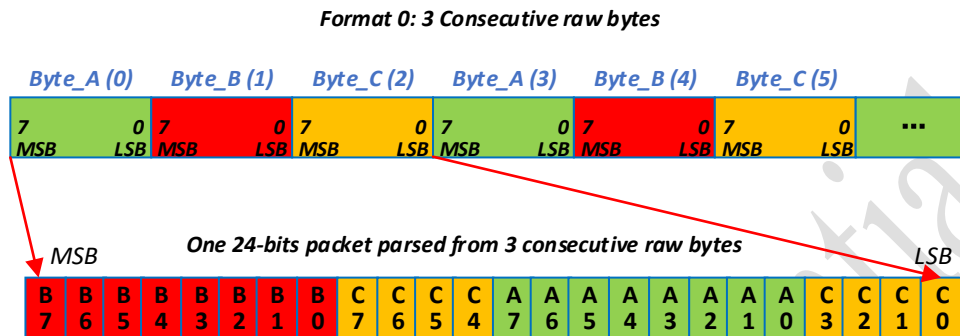 Format 0: 3 Consecutive raw bytes
Byte_A (0) Byte_B (1) Byte_C (2) Byte_A (3) Byte_B (4) Byte_C (5)
7 0 7 0 7 0 7 0 7 0 7 0 ...
MSB LSB MSB LSB MSB LSB MSB LSB MSB LSB MSB LSB
MSB One 24-bits packet parsed from 3 consecutive raw bytes LSB
B B B B B B B B C C C C A A A A A A A A C C C C
7 6 5 4 3 2 1 0 7 6 5 4 7 6 5 4 3 2 1 0 3 2 1 0